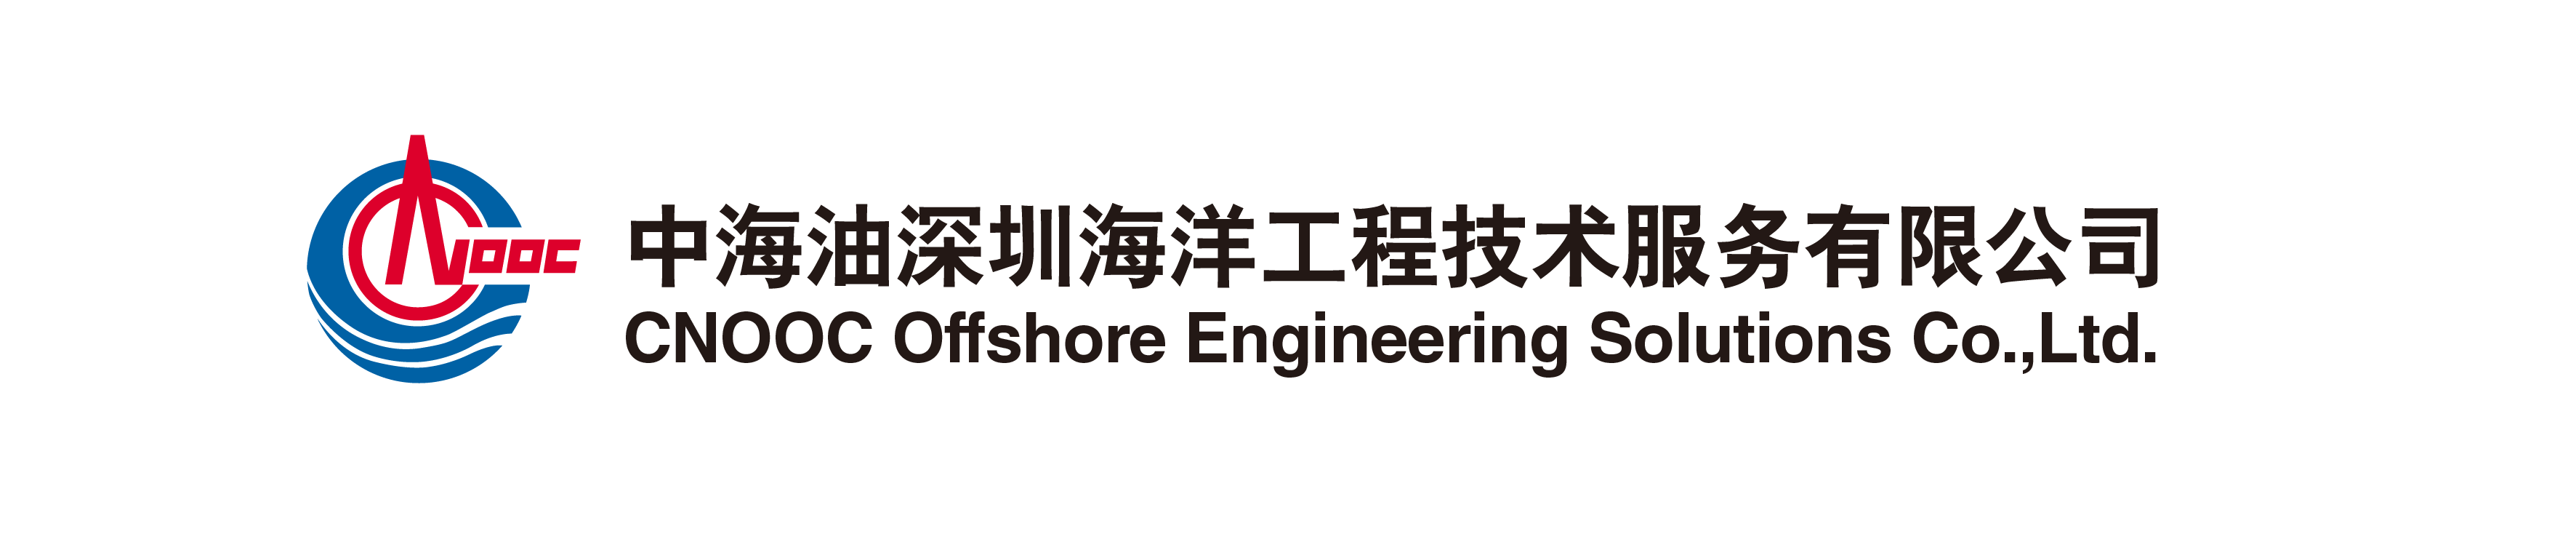 CNOOC
中海油深圳海洋工程技术服务有限公司
CNOOC Offshore Engineering Solutions Co.,Ltd.